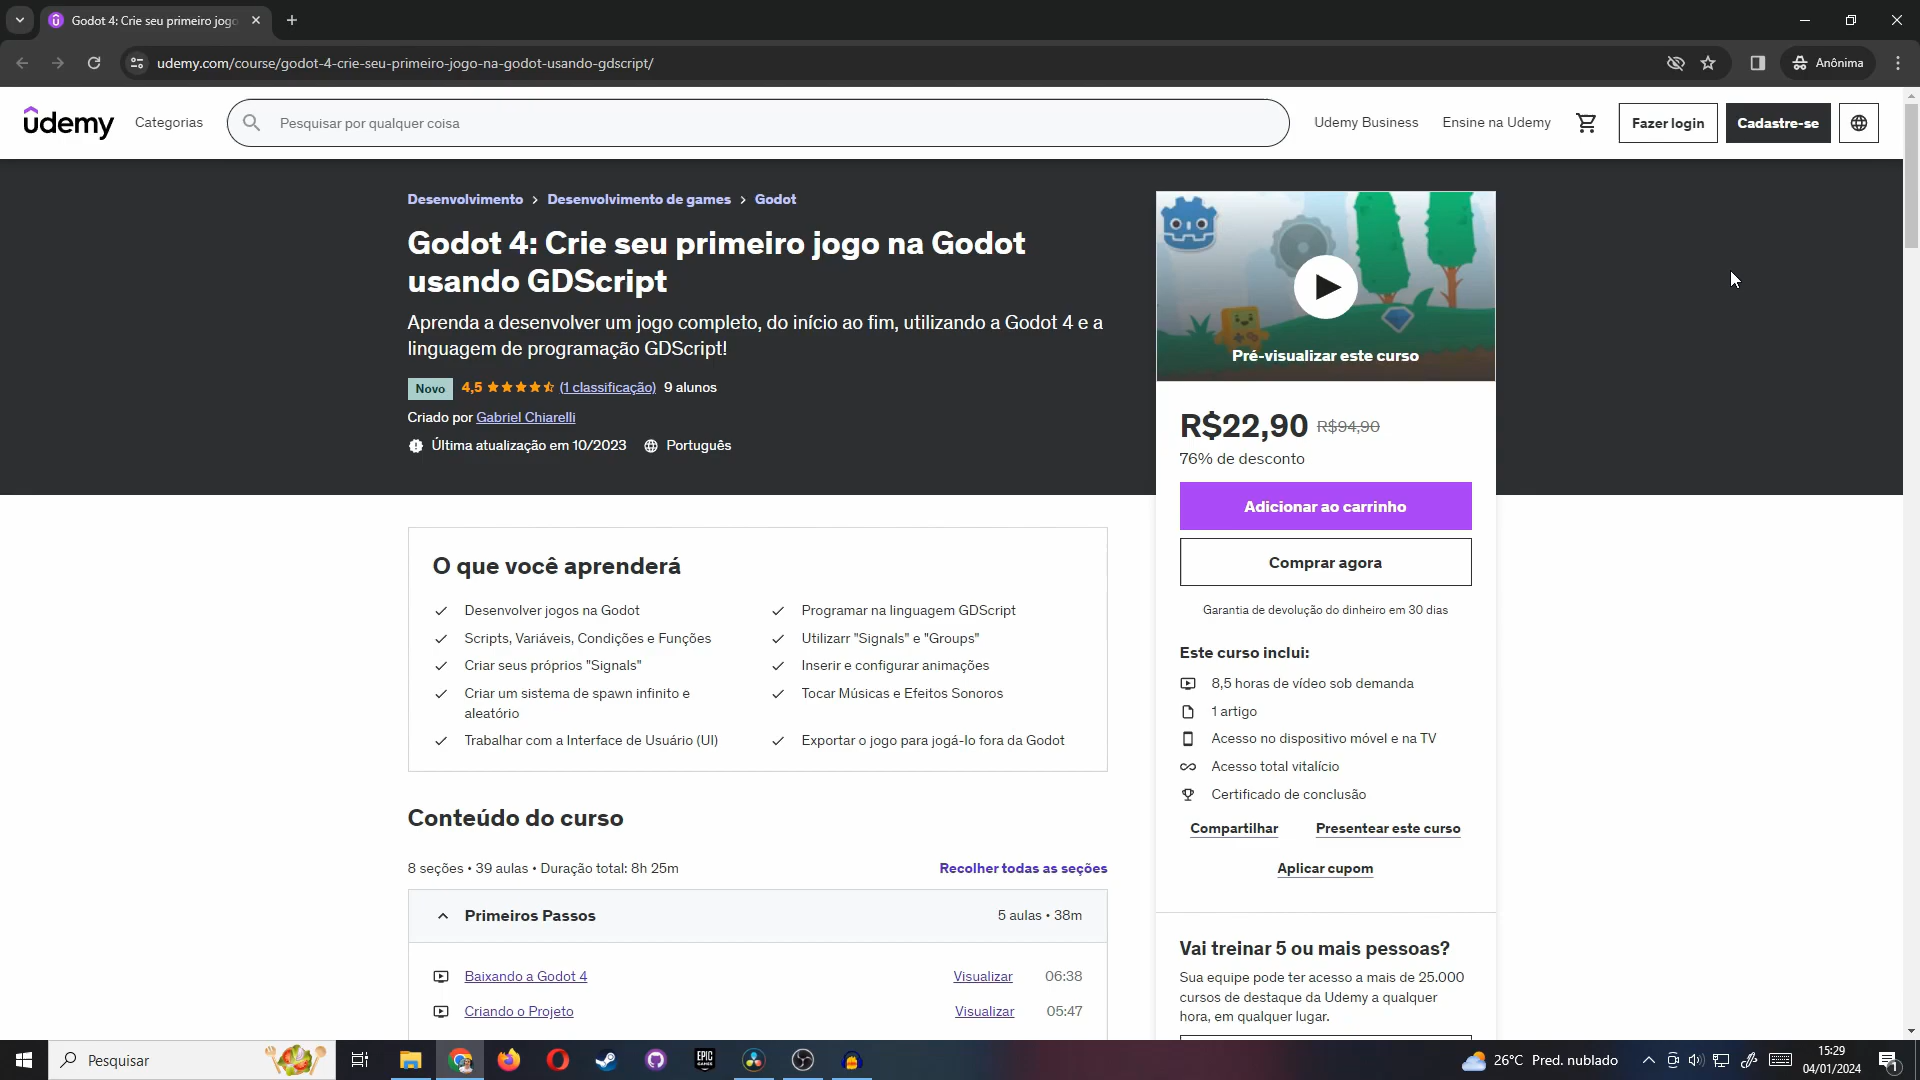 Godot 4: Crie seu primeiro jogo
udemy.com/course/godot-4-crie-seu-primeiro-jogo-na-godot-usando-gdscript/
Anônima
ûdemy
Categorias
Pesquisar por qualquer coisa
Udemy Business
Ensine na Udemy
Fazer login
Cadastre-se
Desenvolvimento > Desenvolvimento de games > Godot
Godot 4: Crie seu primeiro jogo na Godot
usando GDScript
Aprenda a desenvolver um jogo completo, do início ao fim, utilizando a Godot 4 e a
linguagem de programação GDScript!
Novo 4,5 (1 classificação) 9 alunos
Criado por Gabriel Chiarelli
Última atualização em 10/2023 Português
Pré-visualizar este curso
R$22,90 R$94,90
76% de desconto
Adicionar ao carrinho
Comprar agora
Garantia de devolução do dinheiro em 30 dias
Este curso inclui:
8,5 horas de vídeo sob demanda
1 artigo
Acesso no dispositivo móvel e na TV
Acesso total vitalício
Certificado de conclusão
Compartilhar
Presentear este curso
Aplicar cupom
Vai treinar 5 ou mais pessoas?
Sua equipe pode ter acesso a mais de 25.000
cursos de destaque da Udemy a qualquer
hora, em qualquer lugar.
O que você aprenderá
Desenvolver jogos na Godot
Programar na linguagem GDScript
Scripts, Variáveis, Condições e Funções
Utilizarr "Signals" e "Groups"
Criar seus próprios "Signals"
Inserir e configurar animações
Criar um sistema de spawn infinito e
aleatório
Tocar Músicas e Efeitos Sonoros
Trabalhar com a Interface de Usuário (UI)
Exportar o jogo para jogá-lo fora da Godot
Conteúdo do curso
8 seções • 39 aulas • Duração total: 8h 25m
Recolher todas as seções
Primeiros Passos
5 aulas • 38m
Baixando a Godot 4
Visualizar
06:38
Criando o Projeto
Visualizar
05:47
Pesquisar
EPIC
GAMES
26°C Pred. nublado
15:29
04/01/2024
1